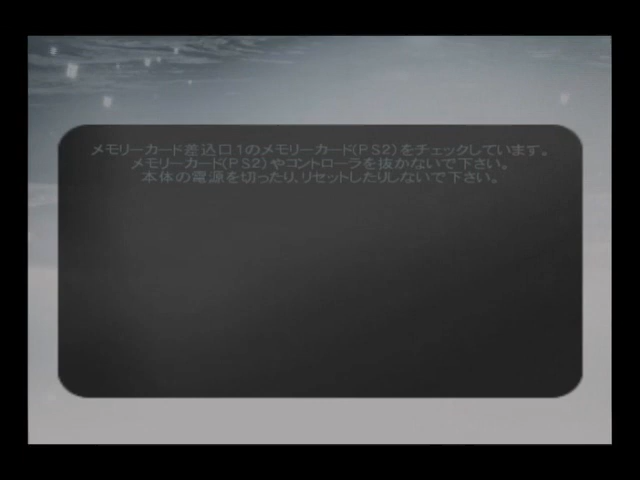 メモリーカード差込口1のメモリーカード(PS2)をチェックしています。
メモリーカード(PS2)やコントローラを抜かないで下さい。
本体の電源を切ったり、リセットしたりしないで下さい。